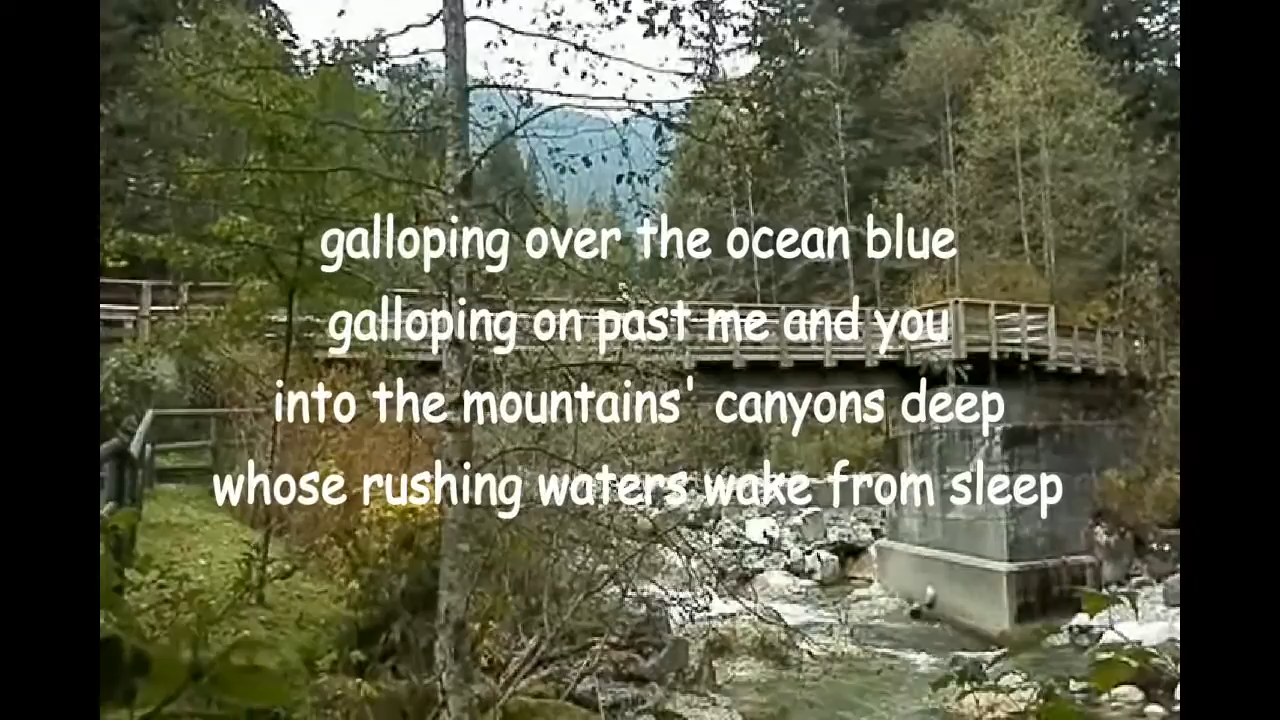 galloping over the ocean blue
galloping on past me and you
into the mountains' canyons deep
whose rushing waters wake from sleep